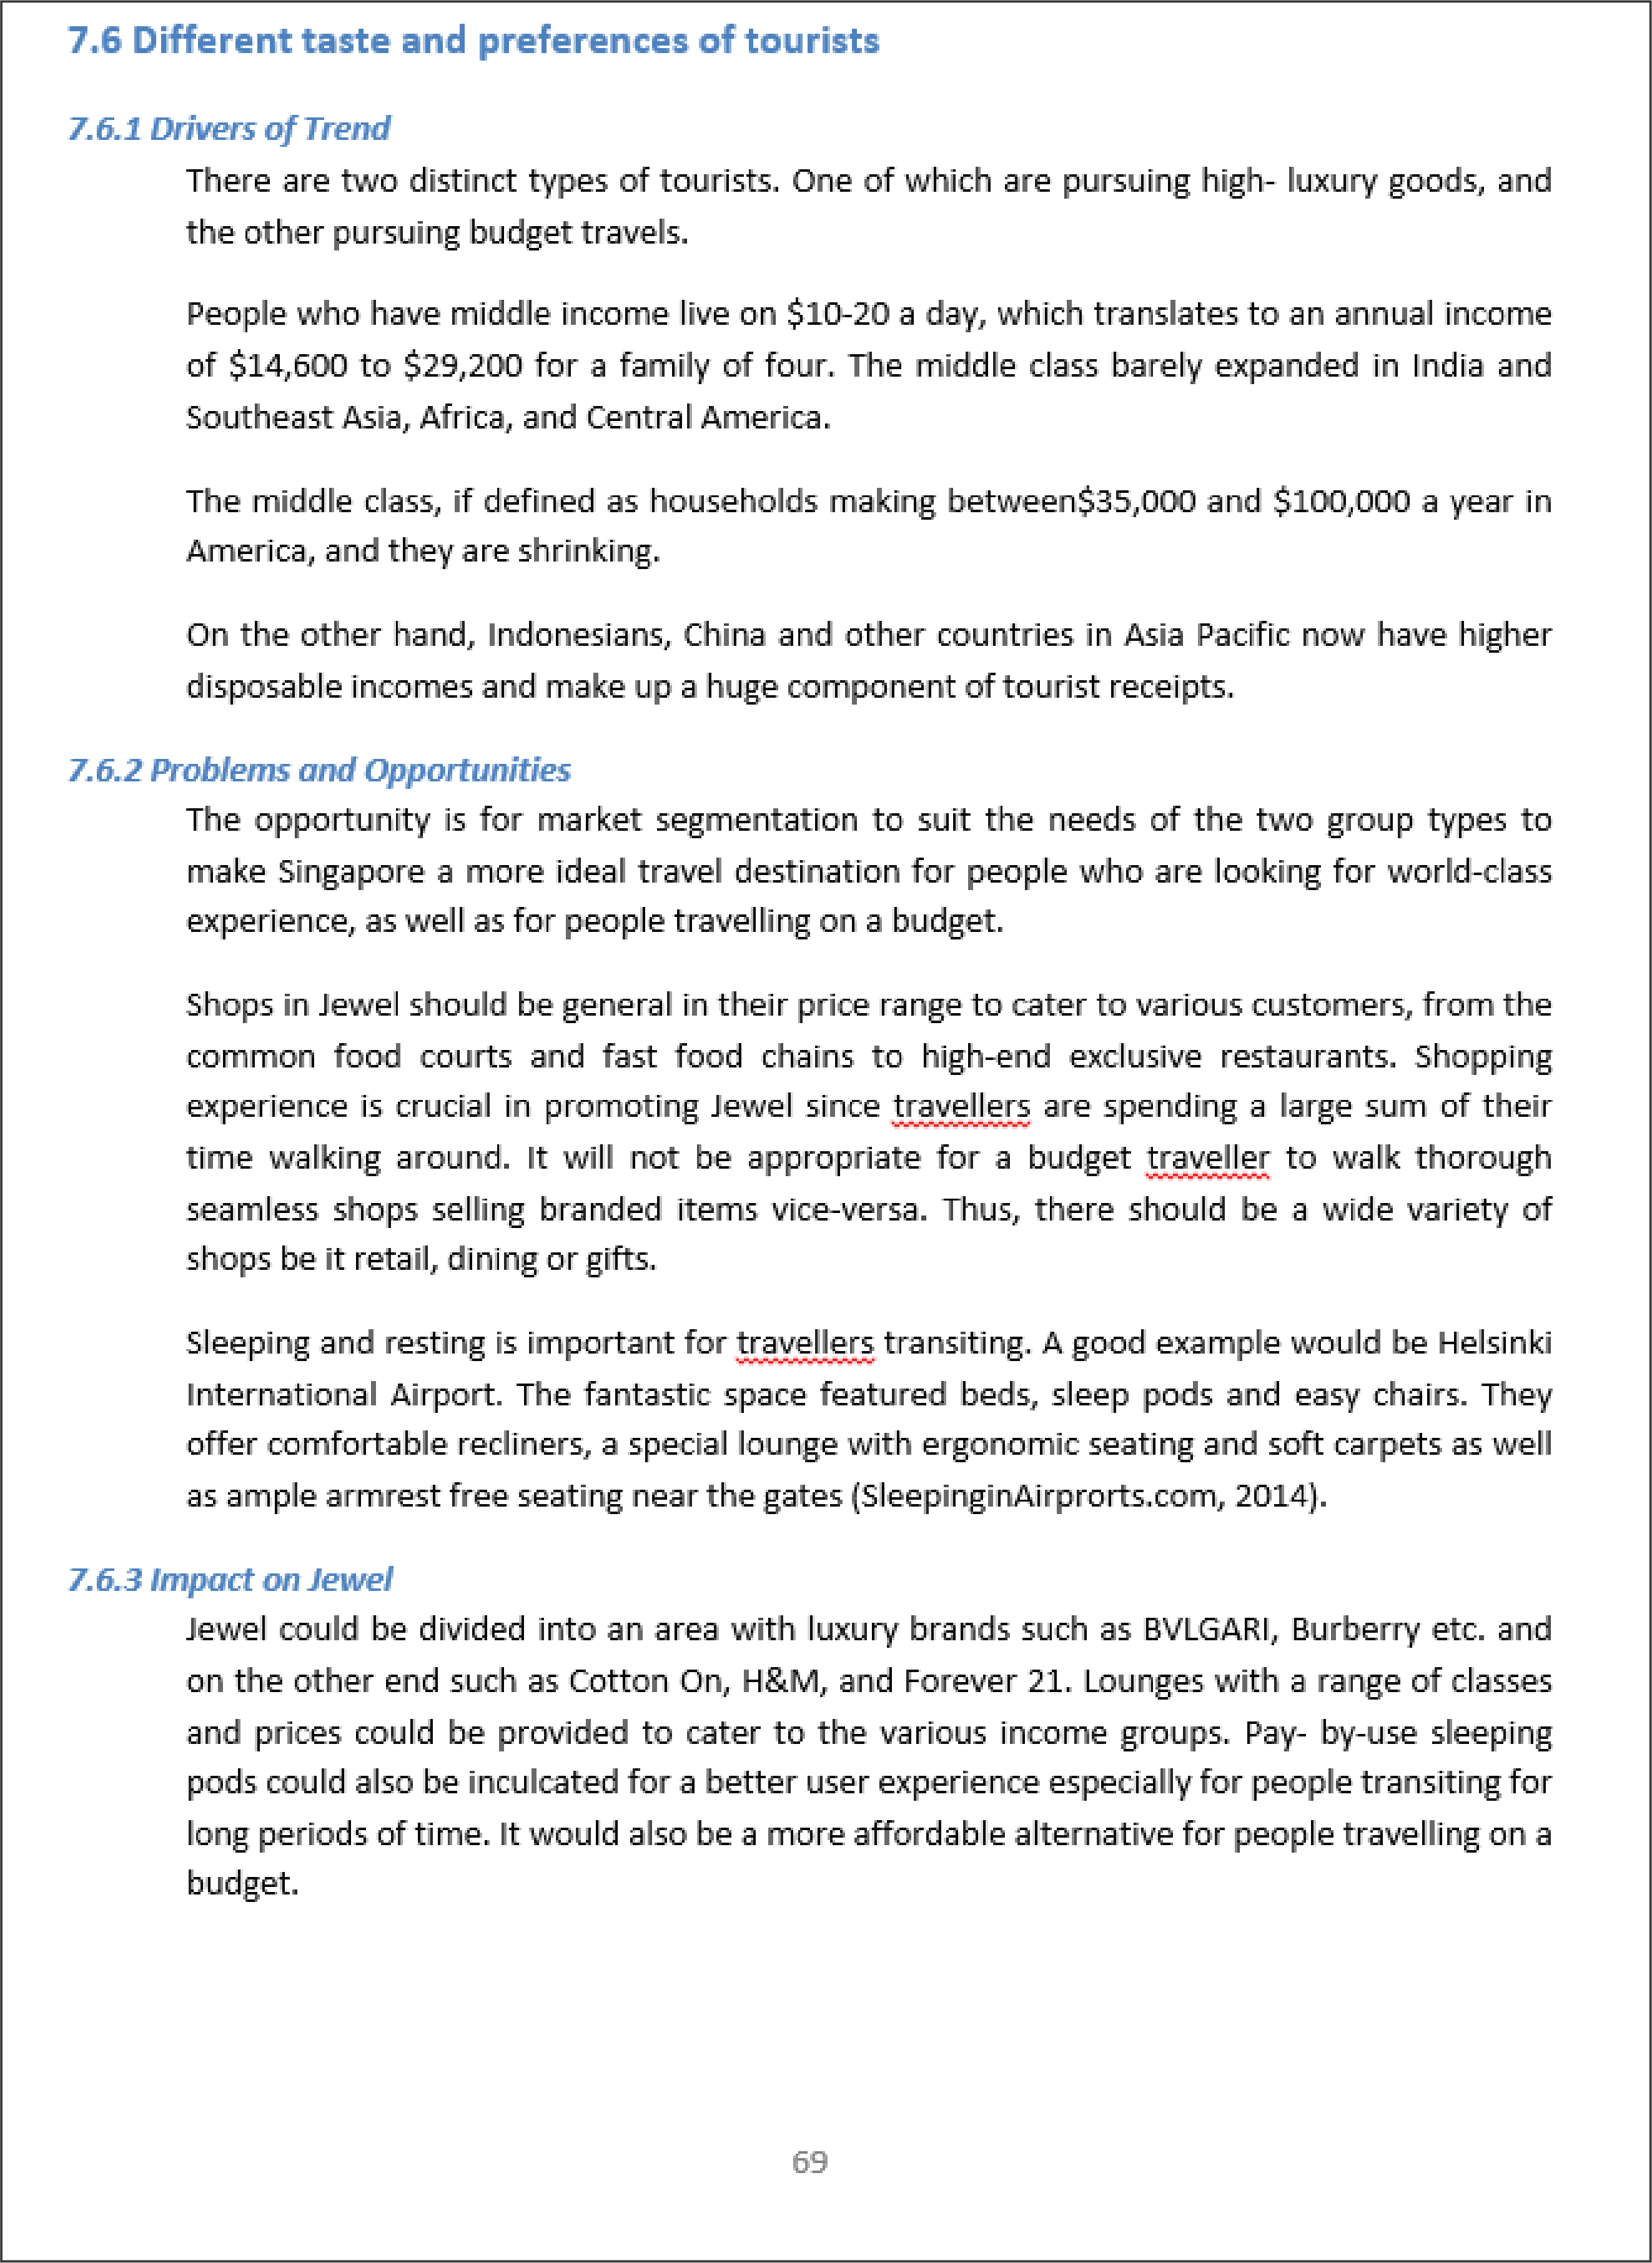 7.6 Different taste and preferences of tourists
7.6.1 Drivers of Trend
There are two distinct types of tourists. One of which are pursuing high- luxury goods, and
the other pursuing budget travels.
People who have middle income live on $10-20 a day, which translates to an annual income
of $14,600 to $29,200 for a family of four. The middle class barely expanded in India and
Southeast Asia, Africa, and Central America.
The middle class, if defined as households making between$35,000 and $100,000 a year in
America, and they are shrinking.
On the other hand, Indonesians, China and other countries in Asia Pacific now have higher
disposable incomes and make up a huge component of tourist receipts.
7.6.2 Problems and Opportunities
The opportunity is for market segmentation to suit the needs of the two group types to
make Singapore a more ideal travel destination for people who are looking for world-class
experience, as well as for people travelling on a budget.
Shops in Jewel should be general in their price range to cater to various customers, from the
common food courts and fast food chains to high-end exclusive restaurants. Shopping
experience is crucial in promoting Jewel since travellers are spending a large sum of their
time walking around. It will not be appropriate for a budget traveller to walk thorough
seamless shops selling branded items vice-versa. Thus, there should be a wide variety of
shops be it retail, dining or gifts.
Sleeping and resting is important for travellers transiting. A good example would be Helsinki
International Airport. The fantastic space featured beds, sleep pods and easy chairs. They
offer comfortable recliners, a special lounge with ergonomic seating and soft carpets as well
as ample armrest free seating near the gates (SleepinginAirprorts.com, 2014).
7.6.3 Impact on Jewel
Jewel could be divided into an area with luxury brands such as BVLGARI, Burberry etc. and
on the other end such as Cotton On, H&M, and Forever 21. Lounges with a range of classes
and prices could be provided to cater to the various income groups. Pay- by-use sleeping
pods could also be inculcated for a better user experience especially for people transiting for
long periods of time. It would also be a more affordable alternative for people travelling on a
budget.
69